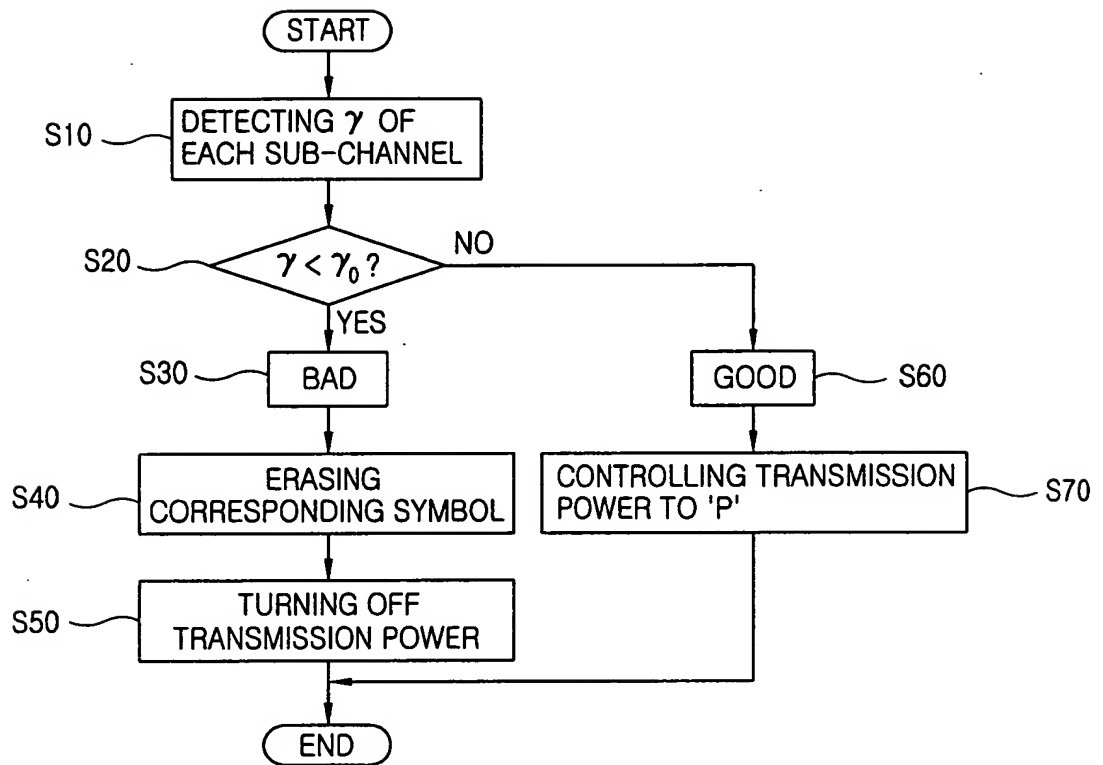 START
S10
DETECTING γ OF
EACH SUB-CHANNEL
S20
γ < γ₀ ?
NO
YES
S30
BAD
GOOD
S60
S40
ERASING
CORRESPONDING SYMBOL
CONTROLLING TRANSMISSION
POWER TO 'P'
S70
S50
TURNING OFF
TRANSMISSION POWER
END